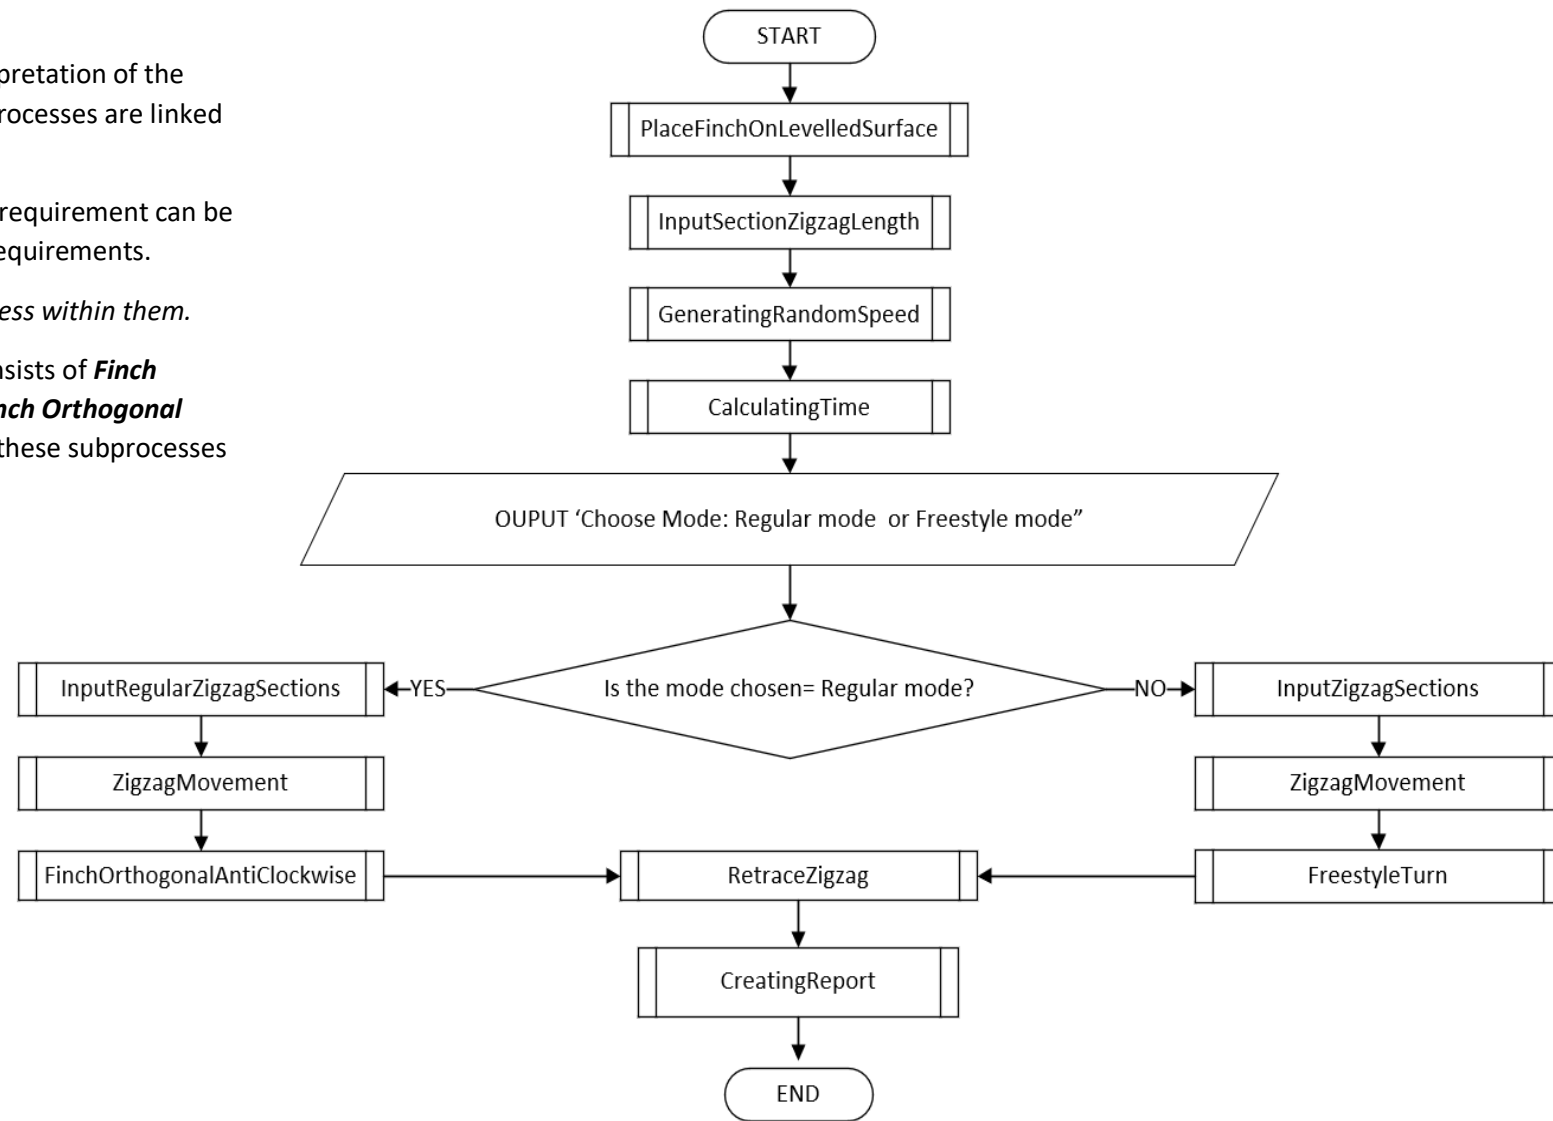 pretation of the
rocesses are linked
requirement can be
equirements.
ess within them.
nsists of Finch
nch Orthogonal
these subprocesses
START
PlaceFinchOnLevelledSurface
InputSectionZigzagLength
GeneratingRandomSpeed
CalculatingTime
OUPUT ‘Choose Mode: Regular mode or Freestyle mode”
Is the mode chosen= Regular mode?
YES
NO
InputRegularZigzagSections
ZigzagMovement
FinchOrthogonalAntiClockwise
InputZigzagSections
ZigzagMovement
FreestyleTurn
RetraceZigzag
CreatingReport
END